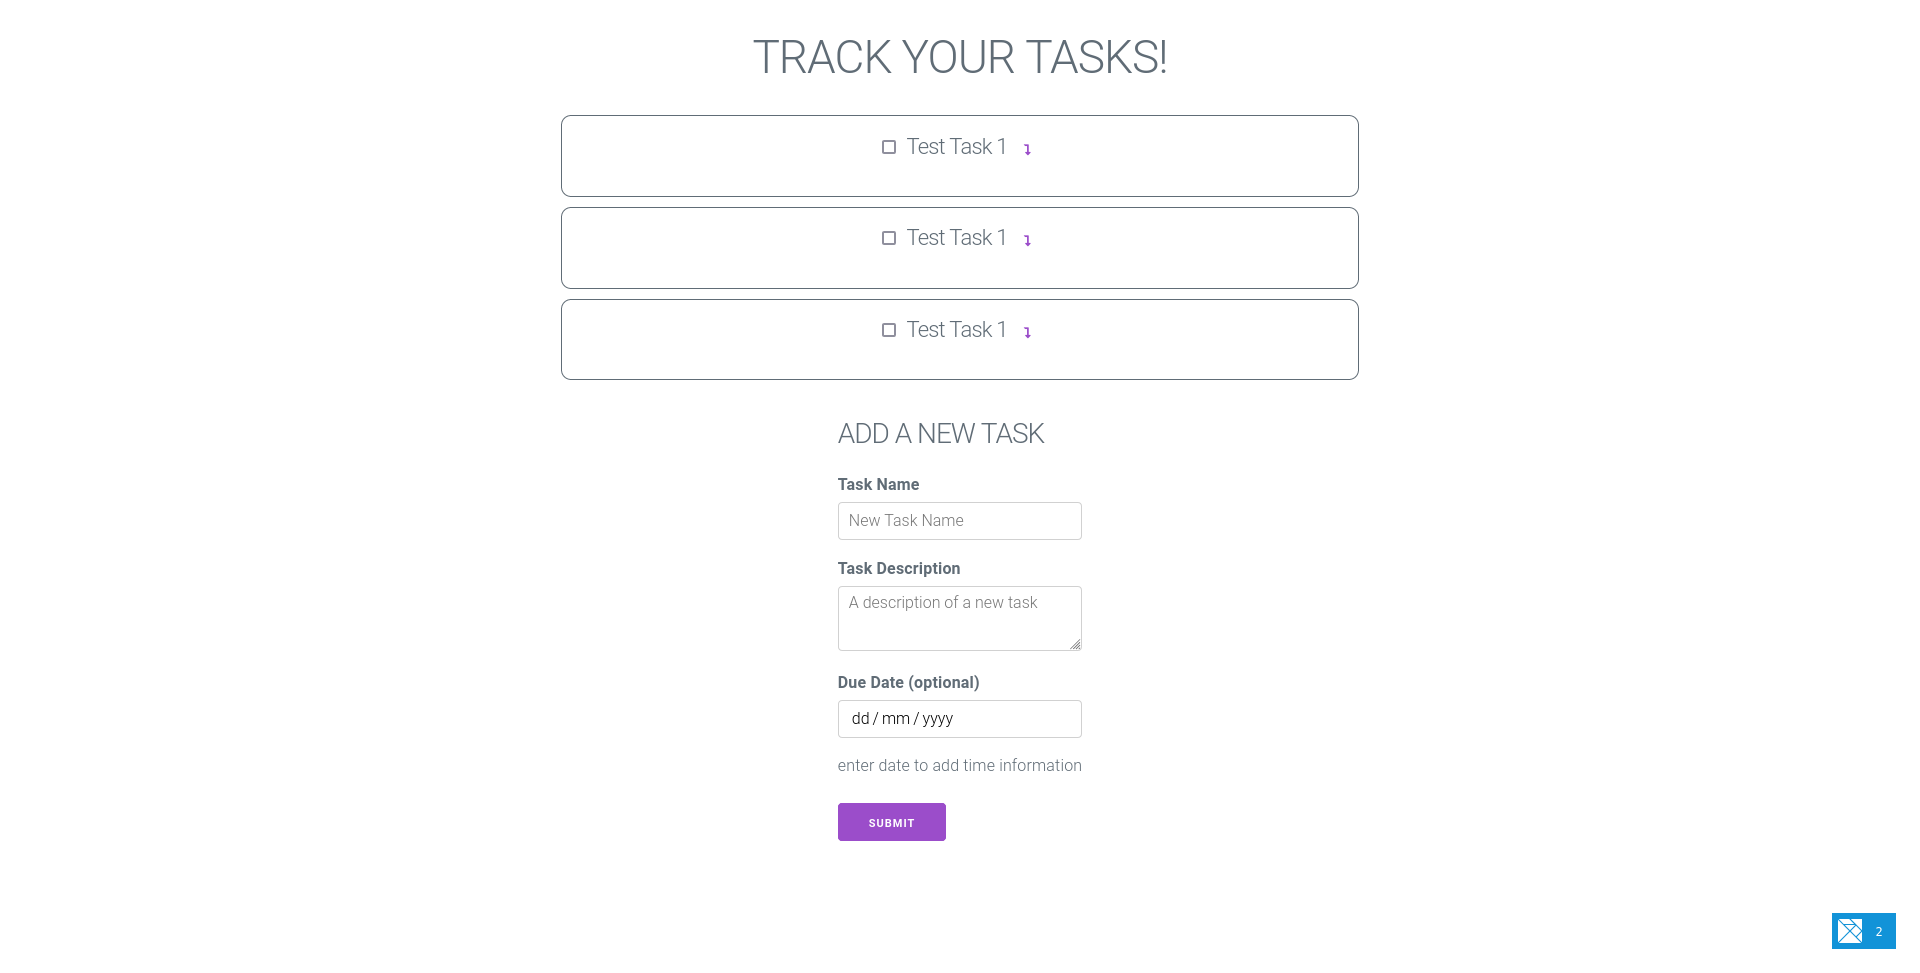 TRACK YOUR TASKS!
Test Task 1
Test Task 1
Test Task 1
ADD A NEW TASK
Task Name
New Task Name
Task Description
A description of a new task
Due Date (optional)
dd / mm / yyyy
enter date to add time information
SUBMIT
2